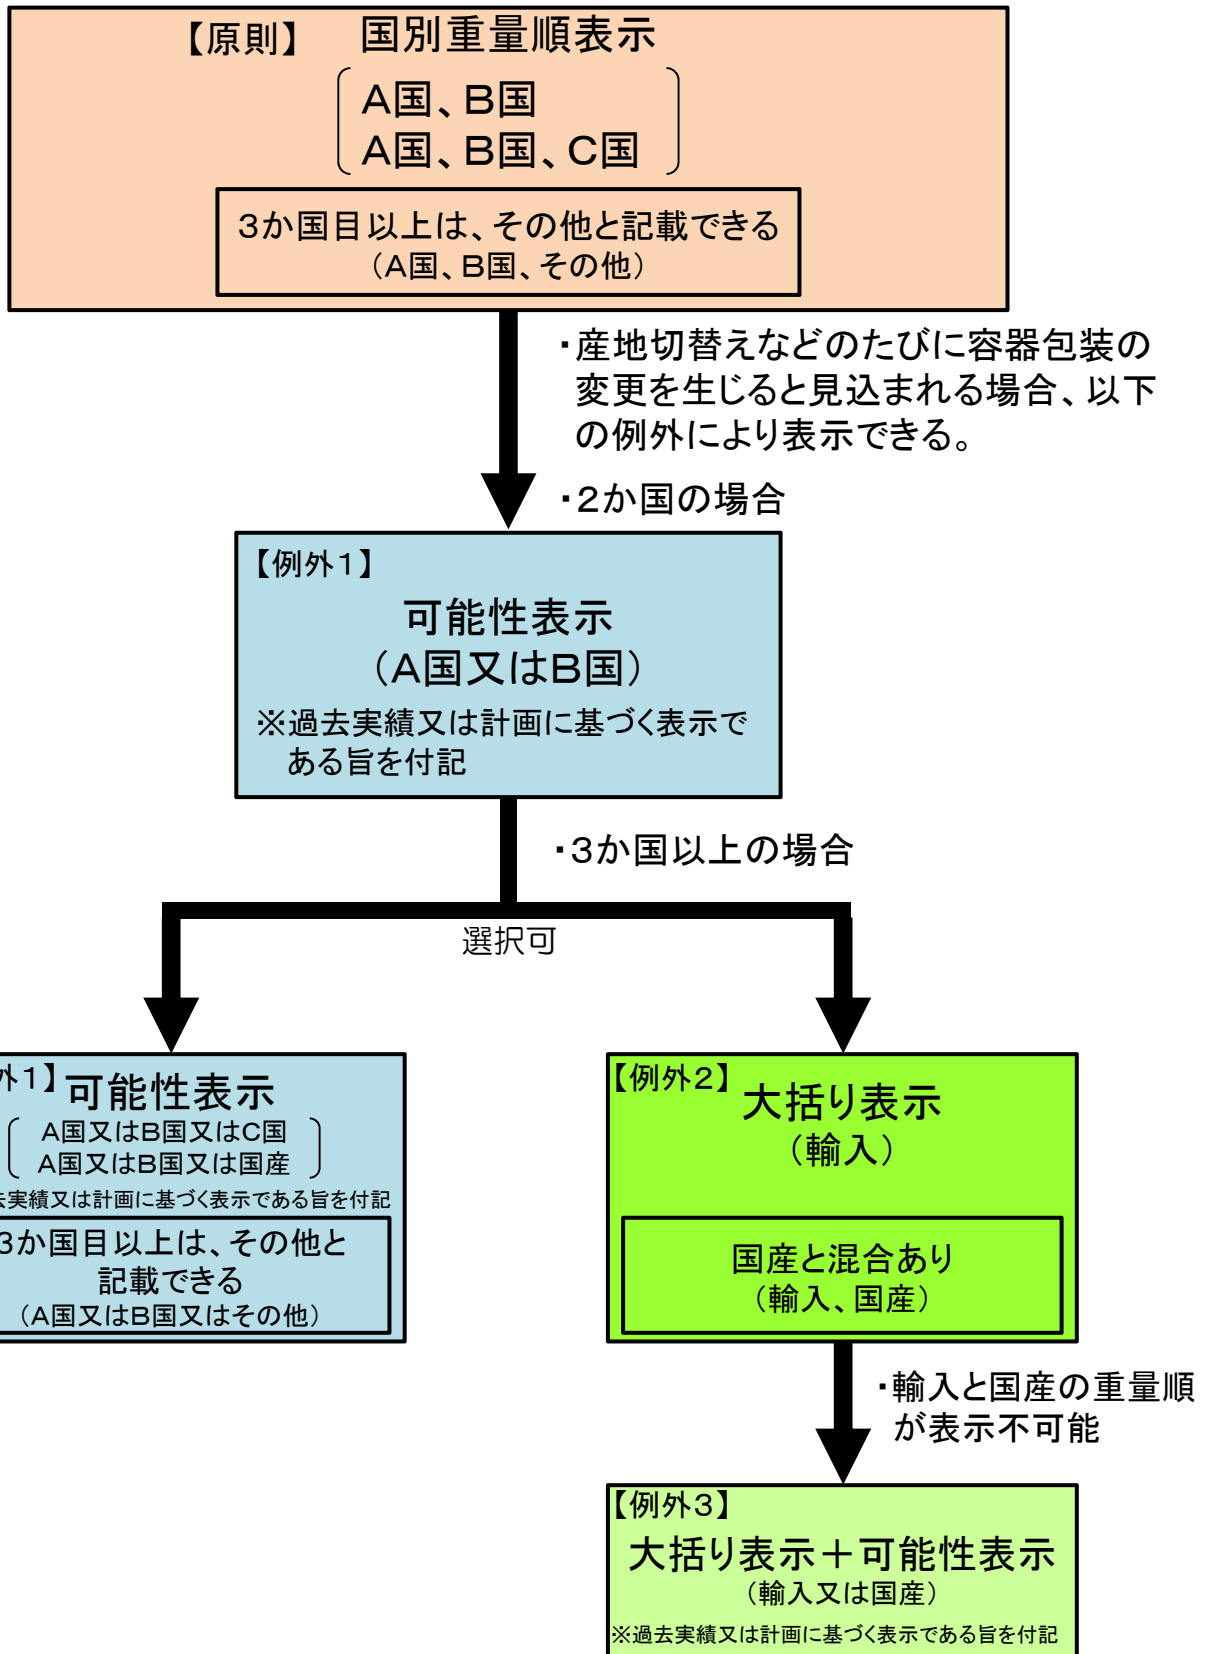 【原則】 国別重量順表示
A国、B国
A国、B国、C国
3か国目以上は、その他と記載できる
(A国、B国、その他)
・産地切替えなどのたびに容器包装の
変更を生じると見込まれる場合、以下
の例外により表示できる。
・2か国の場合
【例外1】
可能性表示
(A国又はB国)
※過去実績又は計画に基づく表示で
ある旨を付記
・3か国以上の場合
選択可
外1】 可能性表示
A国又はB国又はC国
A国又はB国又は国産
実績又は計画に基づく表示である旨を付記
3か国目以上は、その他と
記載できる
(A国又はB国又はその他)
【例外2】 大括り表示
(輸入)
国産と混合あり
(輸入、国産)
・輸入と国産の重量順
が表示不可能
【例外3】
大括り表示+可能性表示
(輸入又は国産)
※過去実績又は計画に基づく表示である旨を付記